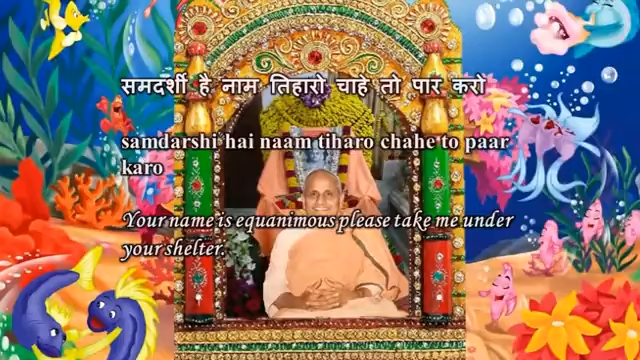 समदर्शी है नाम तिहारो चाहे तो पार करो
samdarshi hai naam tiharo chahe to paar
karo
Your name is equanimous please take me under
your shelter.